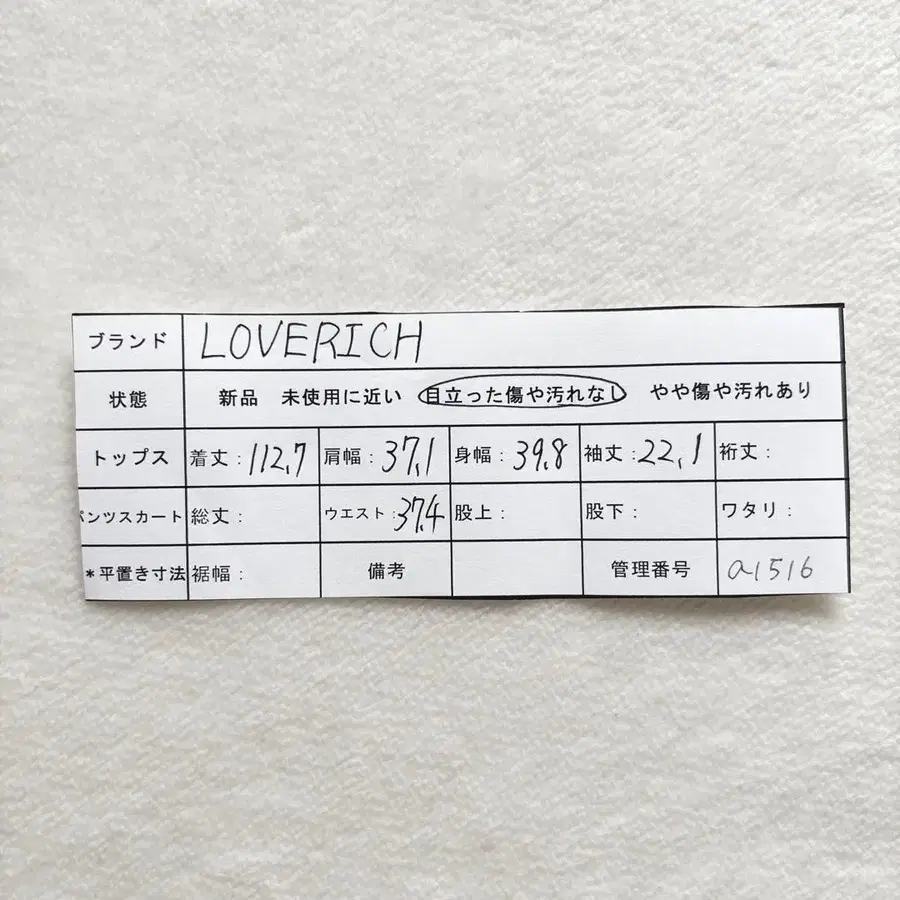 ブランド LOVERICH
状態 新品 未使用に近い 目立った傷や汚れなし やや傷や汚れあり
トップス 着丈：112.7 肩幅：37.1 身幅：39.8 袖丈：22.1 裄丈：
パンツスカート 総丈： ウエスト：37.4 股上： 股下： ワタリ：
*平置き寸法 裾幅： 備考 管理番号 a1516